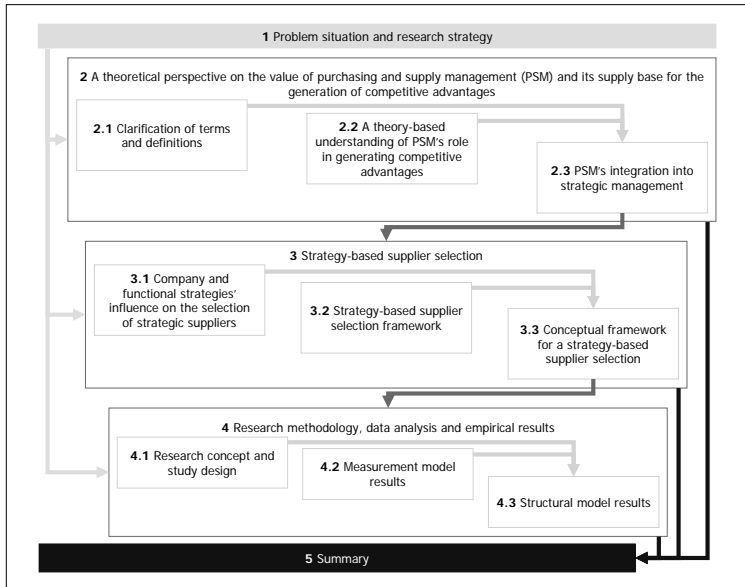 1 Problem situation and research strategy
2 A theoretical perspective on the value of purchasing and supply management (PSM) and its supply base for the
generation of competitive advantages
2.1 Clarification of terms
and definitions
2.2 A theory-based
understanding of PSM's role
in generating competitive
advantages
2.3 PSM's integration into
strategic management
3 Strategy-based supplier selection
3.1 Company and
functional strategies'
influence on the selection
of strategic suppliers
3.2 Strategy-based supplier
selection framework
3.3 Conceptual framework
for a strategy-based
supplier selection
4 Research methodology, data analysis and empirical results
4.1 Research concept and
study design
4.2 Measurement model
results
4.3 Structural model results
5 Summary